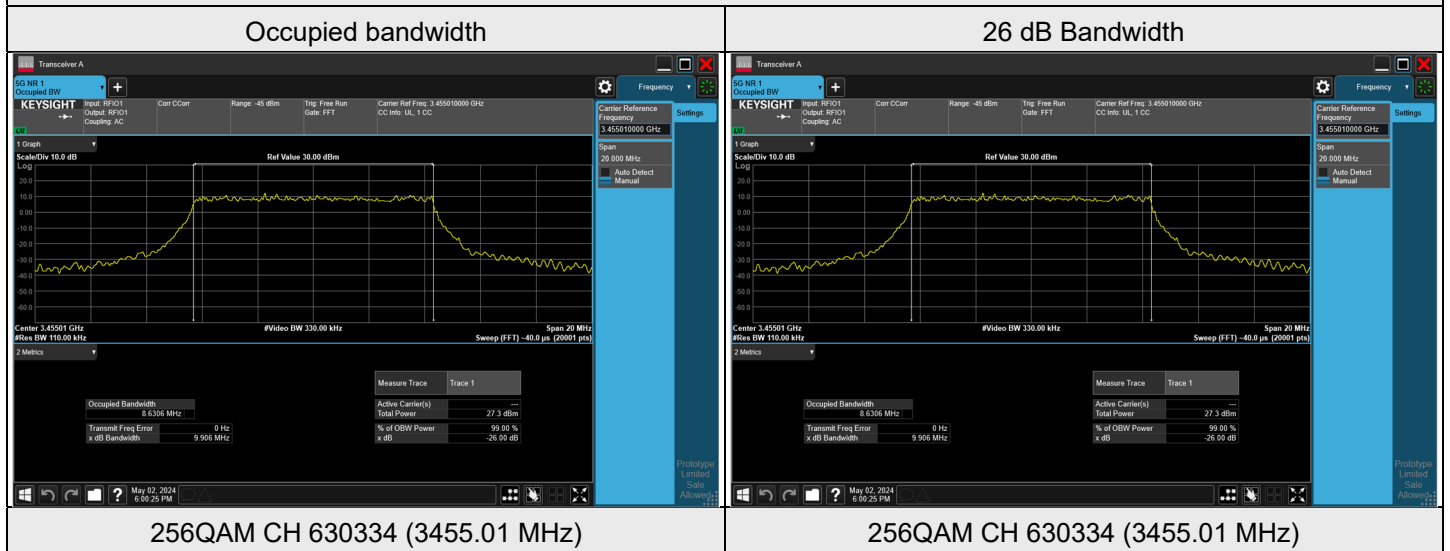 Occupied bandwidth
26 dB Bandwidth
Transceiver A
5G NR 1
Occupied BW
+
Frequency
KEYSIGHT
Input: RFIO1
Output: RFIO1
Coupling: AC
Corr CCorr
Range: -45 dBm
Trig: Free Run
Gate: FFT
Carrier Ref Freq: 3.455010000 GHz
CC Info: UL, 1 CC
LXI
Carrier Reference
Frequency
3.455010000 GHz
Settings
Span
20.000 MHz
Auto Detect
Manual
1 Graph
Scale/Div 10.0 dB
Ref Value 30.00 dBm
Log
20.0
10.0
0.00
-10.0
-20.0
-30.0
-40.0
-50.0
-60.0
Center 3.45501 GHz
#Video BW 330.00 kHz
Span 20 MHz
#Res BW 110.00 kHz
Sweep (FFT) ~40.0 µs (20001 pts)
2 Metrics
Measure Trace
Trace 1
Occupied Bandwidth
8.6306 MHz
Active Carrier(s)
---
Total Power
27.3 dBm
Transmit Freq Error
0 Hz
x dB Bandwidth
9.906 MHz
% of OBW Power
99.00 %
x dB
-26.00 dB
Prototype
Limited
Sale
Allowed
?
May 02, 2024
6:00:25 PM
Transceiver A
5G NR 1
Occupied BW
+
Frequency
KEYSIGHT
Input: RFIO1
Output: RFIO1
Coupling: AC
Corr CCorr
Range: -45 dBm
Trig: Free Run
Gate: FFT
Carrier Ref Freq: 3.455010000 GHz
CC Info: UL, 1 CC
LXI
Carrier Reference
Frequency
3.455010000 GHz
Settings
Span
20.000 MHz
Auto Detect
Manual
1 Graph
Scale/Div 10.0 dB
Ref Value 30.00 dBm
Log
20.0
10.0
0.00
-10.0
-20.0
-30.0
-40.0
-50.0
-60.0
Center 3.45501 GHz
#Video BW 330.00 kHz
Span 20 MHz
#Res BW 110.00 kHz
Sweep (FFT) ~40.0 µs (20001 pts)
2 Metrics
Measure Trace
Trace 1
Occupied Bandwidth
8.6306 MHz
Active Carrier(s)
---
Total Power
27.3 dBm
Transmit Freq Error
0 Hz
x dB Bandwidth
9.906 MHz
% of OBW Power
99.00 %
x dB
-26.00 dB
Prototype
Limited
Sale
Allowed
?
May 02, 2024
6:00:25 PM
256QAM CH 630334 (3455.01 MHz)
256QAM CH 630334 (3455.01 MHz)